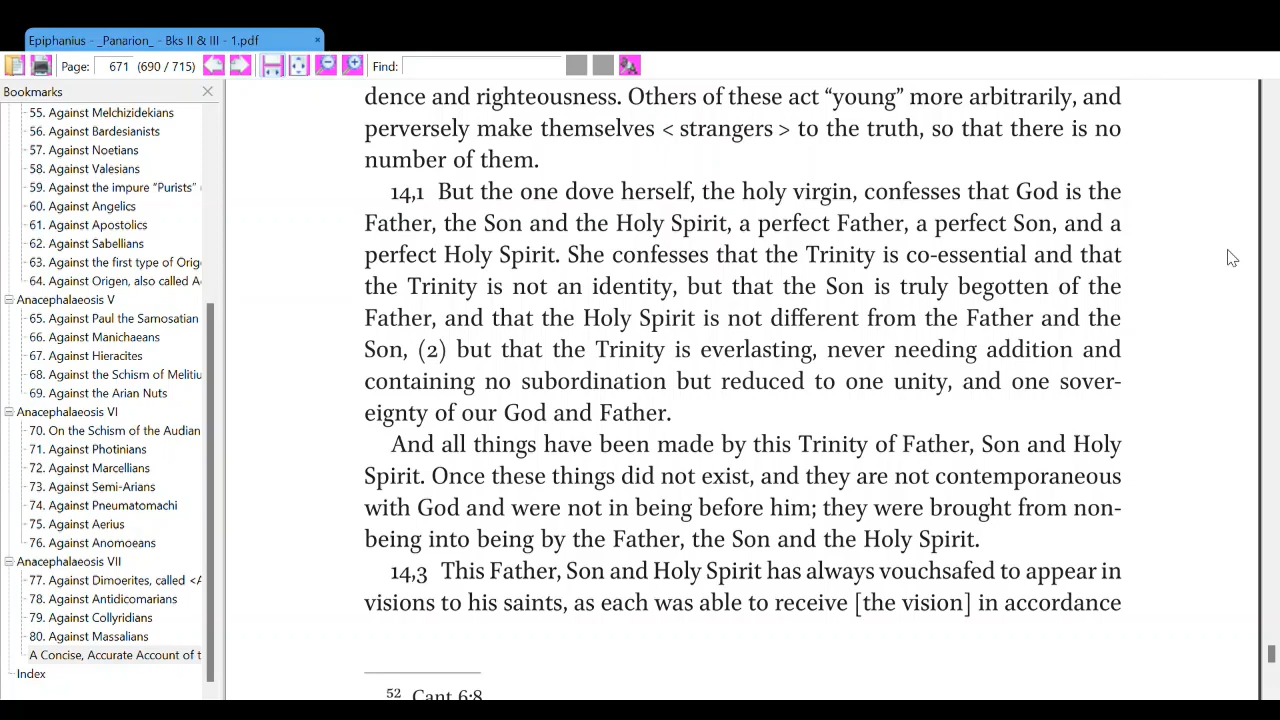 Epiphanius - _Panarion_ - Bks II & III - 1.pdf
Page: 671 (690 / 715) Find:
Bookmarks
55. Against Melchizidekians
56. Against Bardesianists
57. Against Noetians
58. Against Valesians
59. Against the impure "Purists"
60. Against Angelics
61. Against Apostolics
62. Against Sabellians
63. Against the first type of Orig
64. Against Origen, also called A
Anacephalaeosis V
65. Against Paul the Samosatian
66. Against Manichaeans
67. Against Hieracites
68. Against the Schism of Melitiu
69. Against the Arian Nuts
Anacephalaeosis VI
70. On the Schism of the Audian
71. Against Photinians
72. Against Marcellians
73. Against Semi-Arians
74. Against Pneumatomachi
75. Against Aerius
76. Against Anomoeans
Anacephalaeosis VII
77. Against Dimoerites, called <A
78. Against Antidicomarians
79. Against Collyridians
80. Against Massalians
A Concise, Accurate Account of t
Index
dence and righteousness. Others of these act “young” more arbitrarily, and
perversely make themselves < strangers > to the truth, so that there is no
number of them.
14,1 But the one dove herself, the holy virgin, confesses that God is the
Father, the Son and the Holy Spirit, a perfect Father, a perfect Son, and a
perfect Holy Spirit. She confesses that the Trinity is co-essential and that
the Trinity is not an identity, but that the Son is truly begotten of the
Father, and that the Holy Spirit is not different from the Father and the
Son, (2) but that the Trinity is everlasting, never needing addition and
containing no subordination but reduced to one unity, and one sover-
eignty of our God and Father.
And all things have been made by this Trinity of Father, Son and Holy
Spirit. Once these things did not exist, and they are not contemporaneous
with God and were not in being before him; they were brought from non-
being into being by the Father, the Son and the Holy Spirit.
14,3 This Father, Son and Holy Spirit has always vouchsafed to appear in
visions to his saints, as each was able to receive [the vision] in accordance
52 Cant 6:8